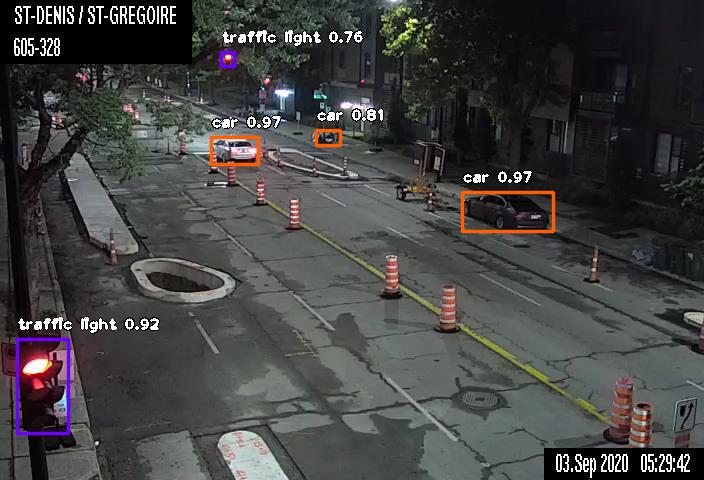 ST-DENIS / ST-GREGOIRE
605-328
traffic light 0.76
car 0.97
car 0.81
car 0.97
traffic light 0.92
03.Sep 2020 05:29:42